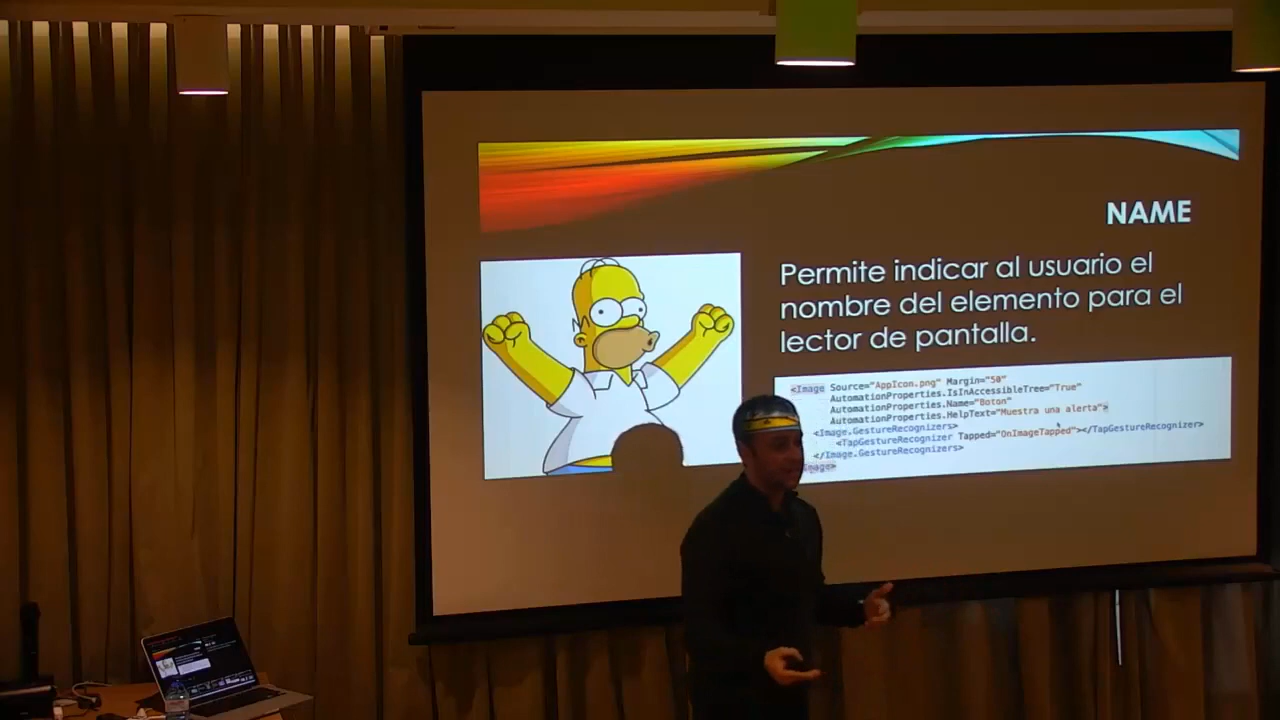 NAME
Permite indicar al usuario el
nombre del elemento para el
lector de pantalla.
<Image Source="AppIcon.png" Margin="50"
AutomationProperties.IsInAccessibleTree="True"
AutomationProperties.Name="Boton"
AutomationProperties.HelpText="Muestra una alerta">
<Image.GestureRecognizers>
<TapGestureRecognizer Tapped="OnImageTapped"></TapGestureRecognizer>
</Image.GestureRecognizers>
Image>